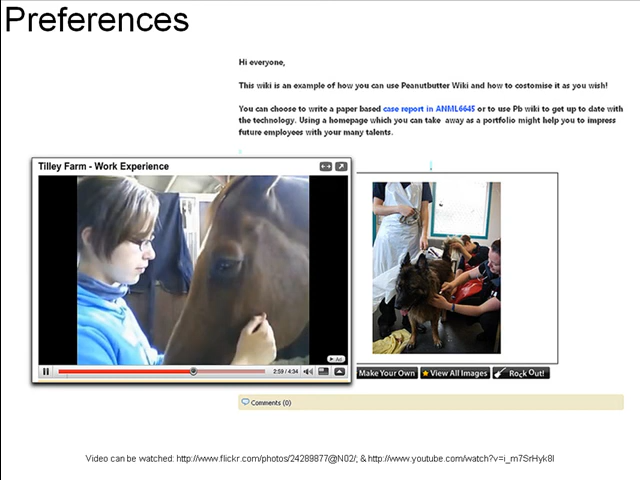 Preferences
Hi everyone,
This wiki is an example of how you can use Peanutbutter Wiki and how to costomise it as you wish!
You can choose to write a paper based case report in ANML6645 or to use Pb wiki to get up to date with
the technology. Using a homepage which you can take away as a portfolio might help you to impress
future employees with your many talents.
Tilley Farm - Work Experience
Ad
2:59 / 4:34
Make Your Own
View All Images
Rock Out!
Comments (0)
Video can be watched: http://www.flickr.com/photos/24289877@N02/, & http://www.youtube.com/watch?v=i_m7SrHyk8I